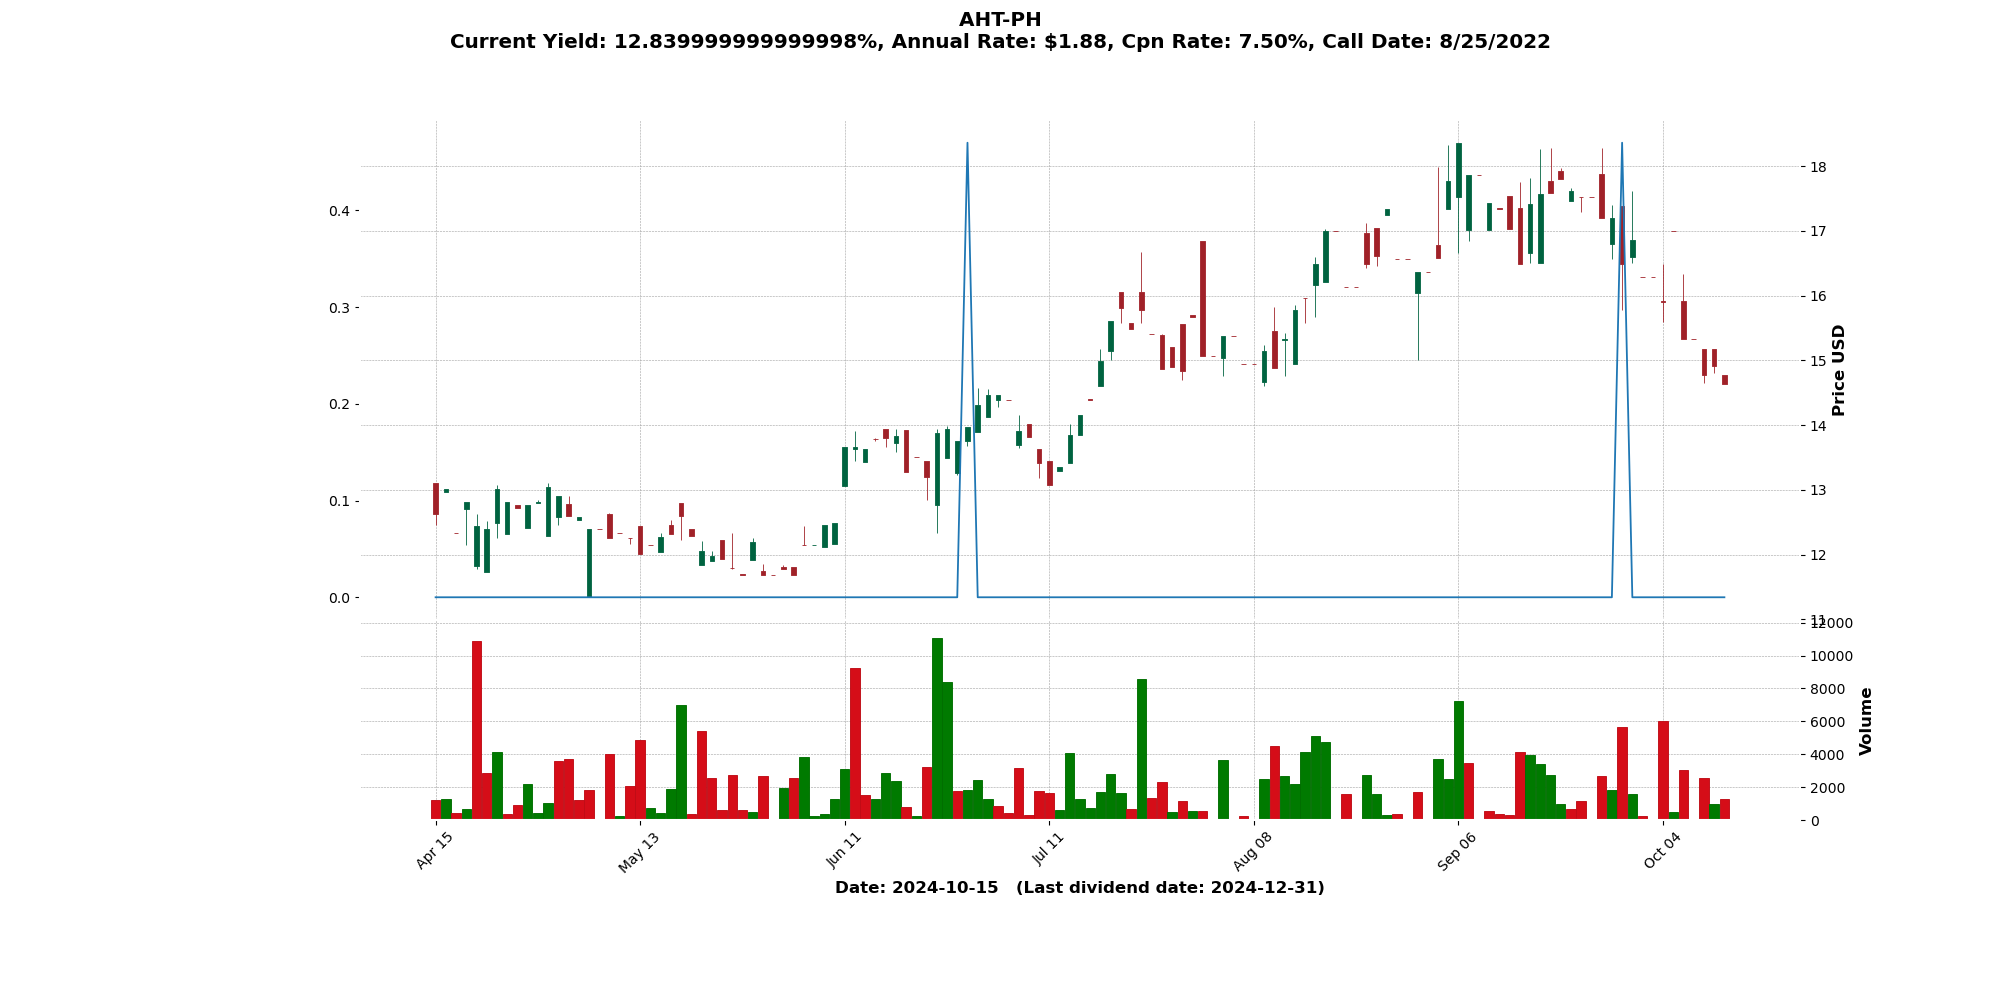 AHT-PH
Current Yield: 12.839999999999998%, Annual Rate: $1.88, Cpn Rate: 7.50%, Call Date: 8/25/2022
0.4
0.3
0.2
0.1
0.0
18
17
16
15
14
13
12
11
Price USD
12000
10000
8000
6000
4000
2000
0
Volume
Apr 15
May 13
Jun 11
Jul 11
Aug 08
Sep 06
Oct 04
Date: 2024-10-15 (Last dividend date: 2024-12-31)